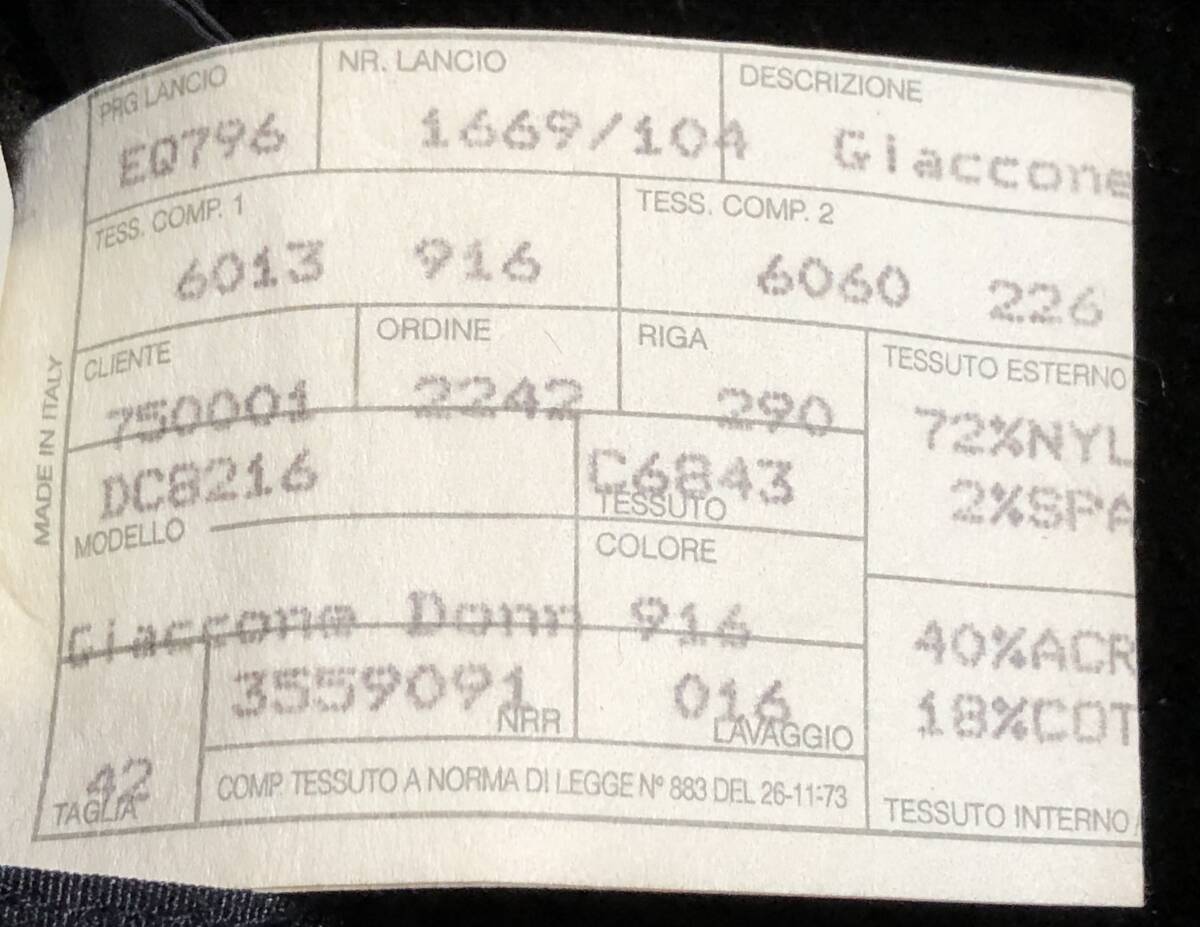 PRG LANCIO NR. LANCIO DESCRIZIONE
EQ796 1669/104 Giaccone
TESS. COMP. 1 TESS. COMP. 2
6013 916 6060 226
CLIENTE ORDINE RIGA TESSUTO ESTERNO
750001 2242 290 72%NYL
DC8216 C6843 2%SPA
MODELLO TESSUTO
COLORE
Giaccone Donn 916 40%ACR
3559091 016 18%COT
NRR LAVAGGIO
42
TAGLIA COMP. TESSUTO A NORMA DI LEGGE Nº 883 DEL 26-11-73 TESSUTO INTERNO
MADE IN ITALY